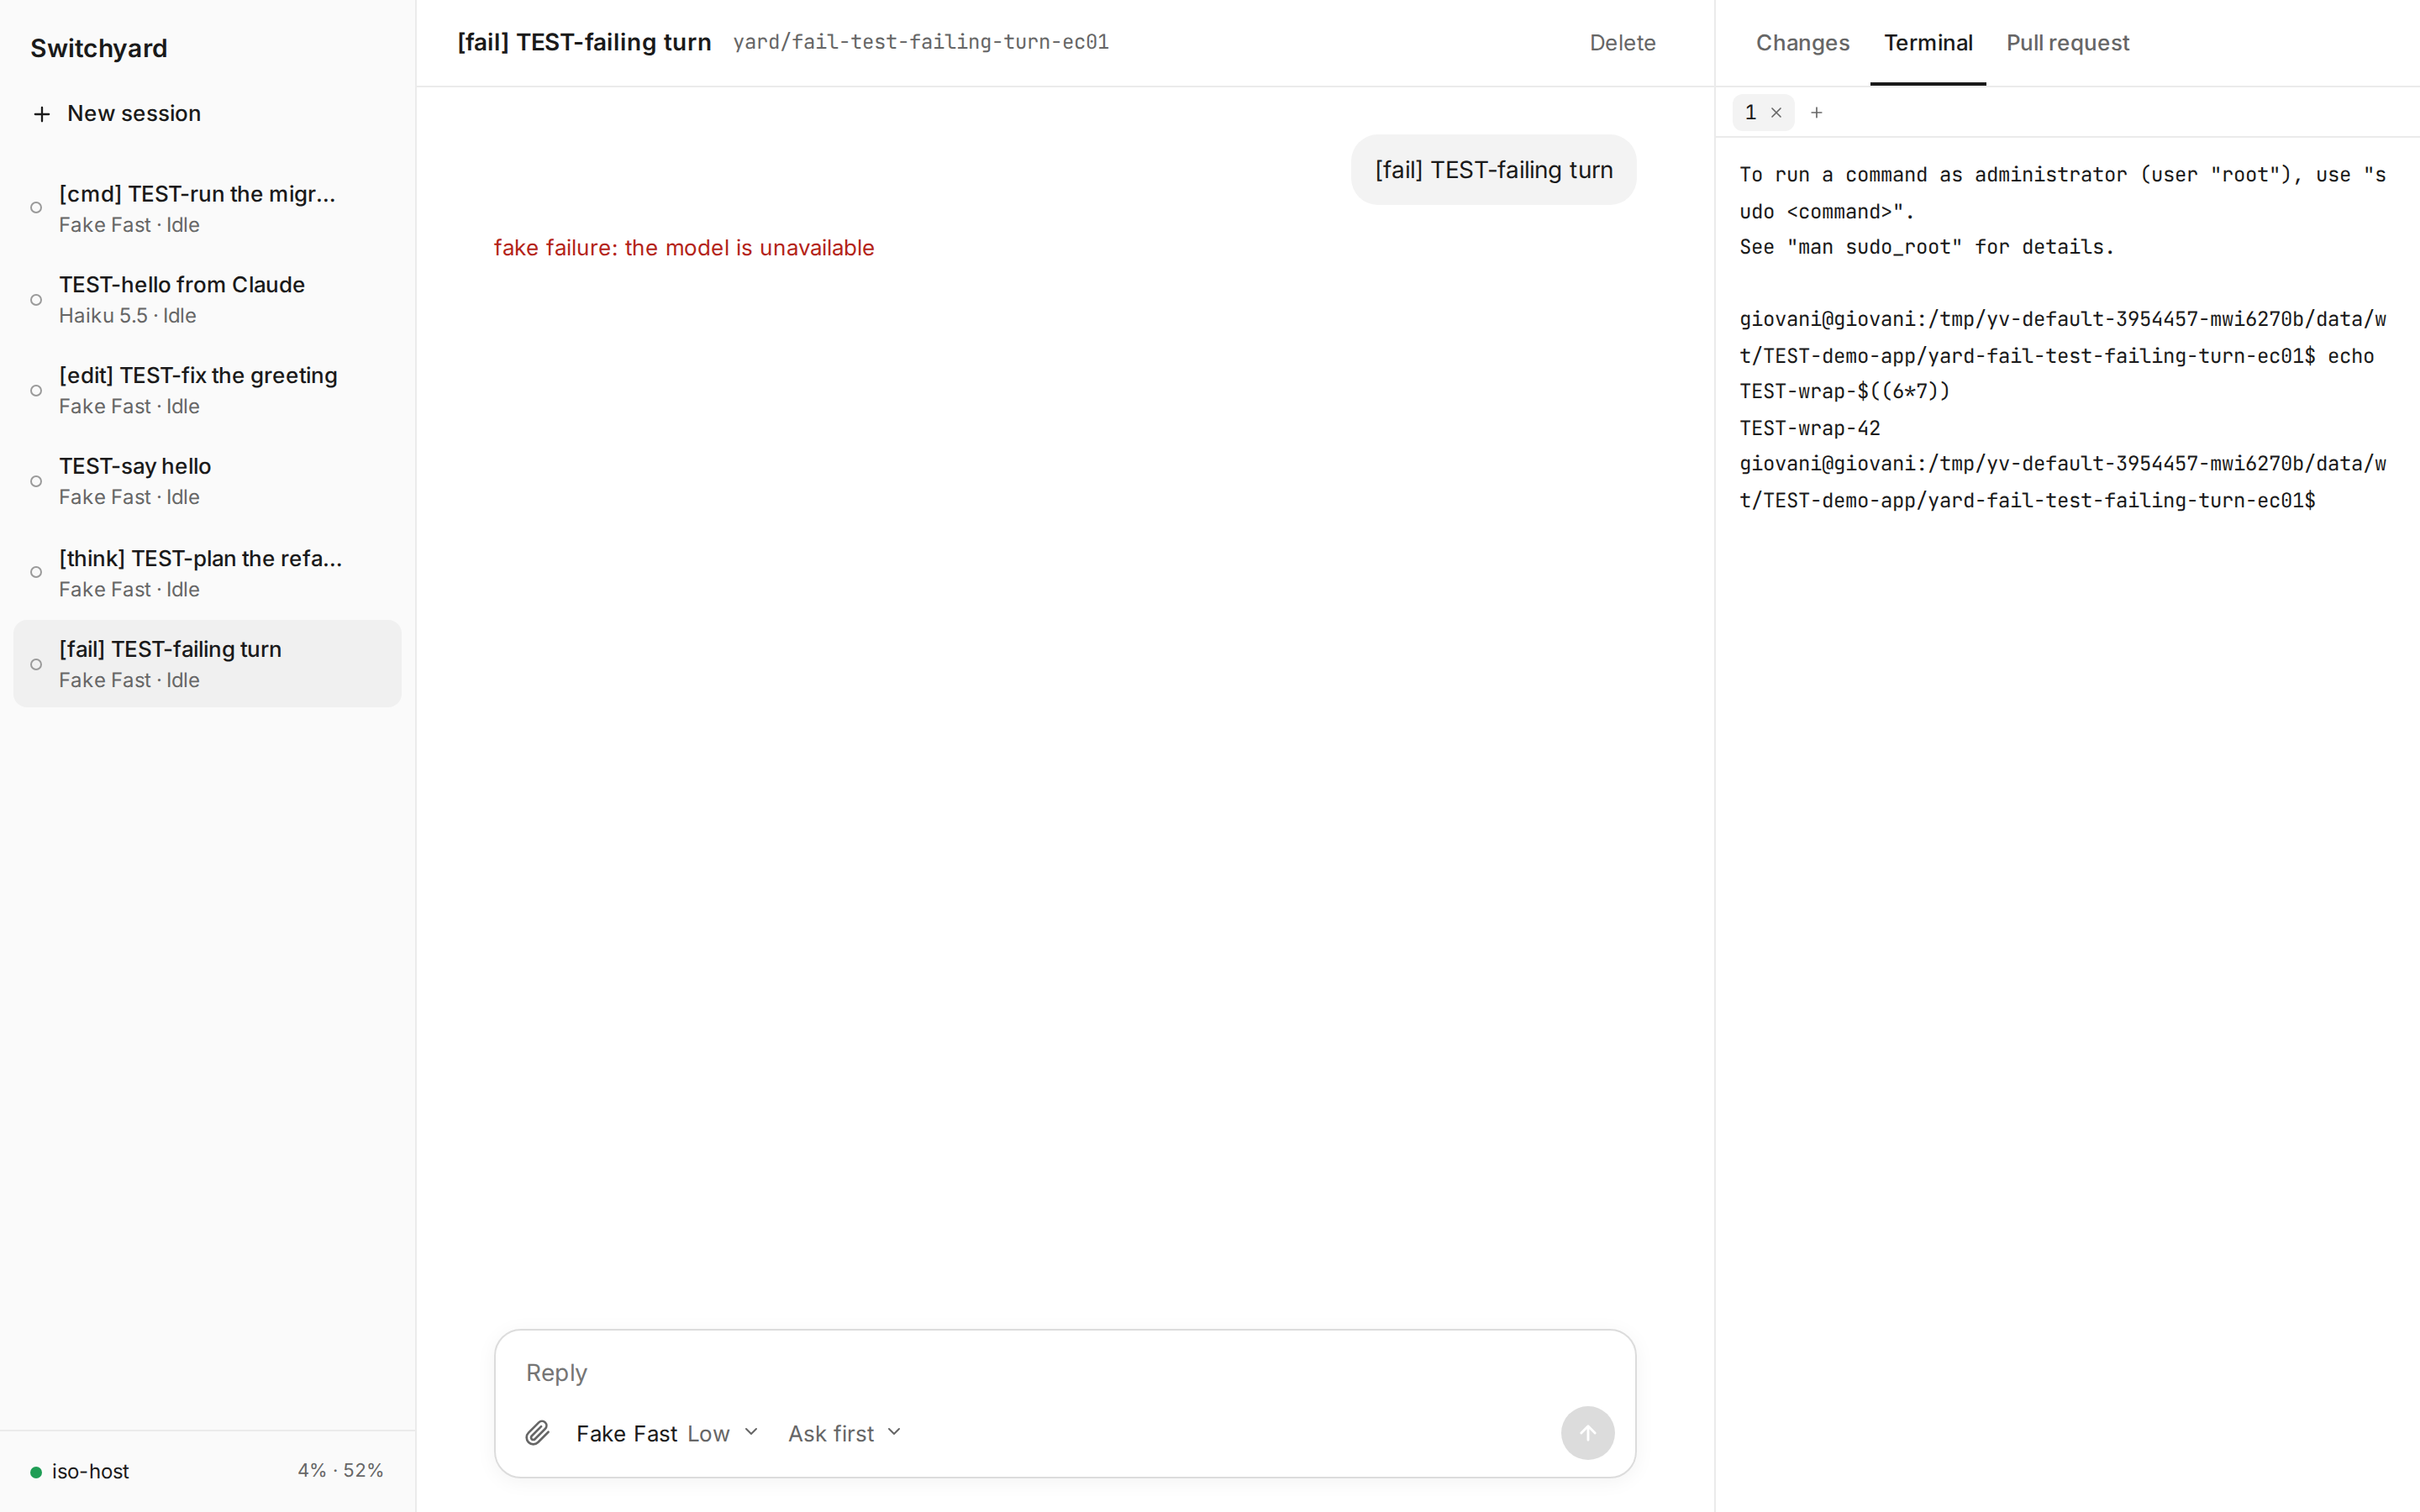 Switchyard
New session
[cmd] TEST-run the migr...
Fake Fast · Idle
TEST-hello from Claude
Haiku 5.5 · Idle
[edit] TEST-fix the greeting
Fake Fast · Idle
TEST-say hello
Fake Fast · Idle
[think] TEST-plan the refa...
Fake Fast · Idle
[fail] TEST-failing turn
Fake Fast · Idle
iso-host
4% · 52%
[fail] TEST-failing turn
yard/fail-test-failing-turn-ec01
Delete
[fail] TEST-failing turn
fake failure: the model is unavailable
Reply
Fake Fast Low
Ask first
Changes
Terminal
Pull request
1
To run a command as administrator (user "root"), use "s
udo <command>".
See "man sudo_root" for details.
giovani@giovani:/tmp/yv-default-3954457-mwi6270b/data/w
t/TEST-demo-app/yard-fail-test-failing-turn-ec01$ echo
TEST-wrap-$((6*7))
TEST-wrap-42
giovani@giovani:/tmp/yv-default-3954457-mwi6270b/data/w
t/TEST-demo-app/yard-fail-test-failing-turn-ec01$